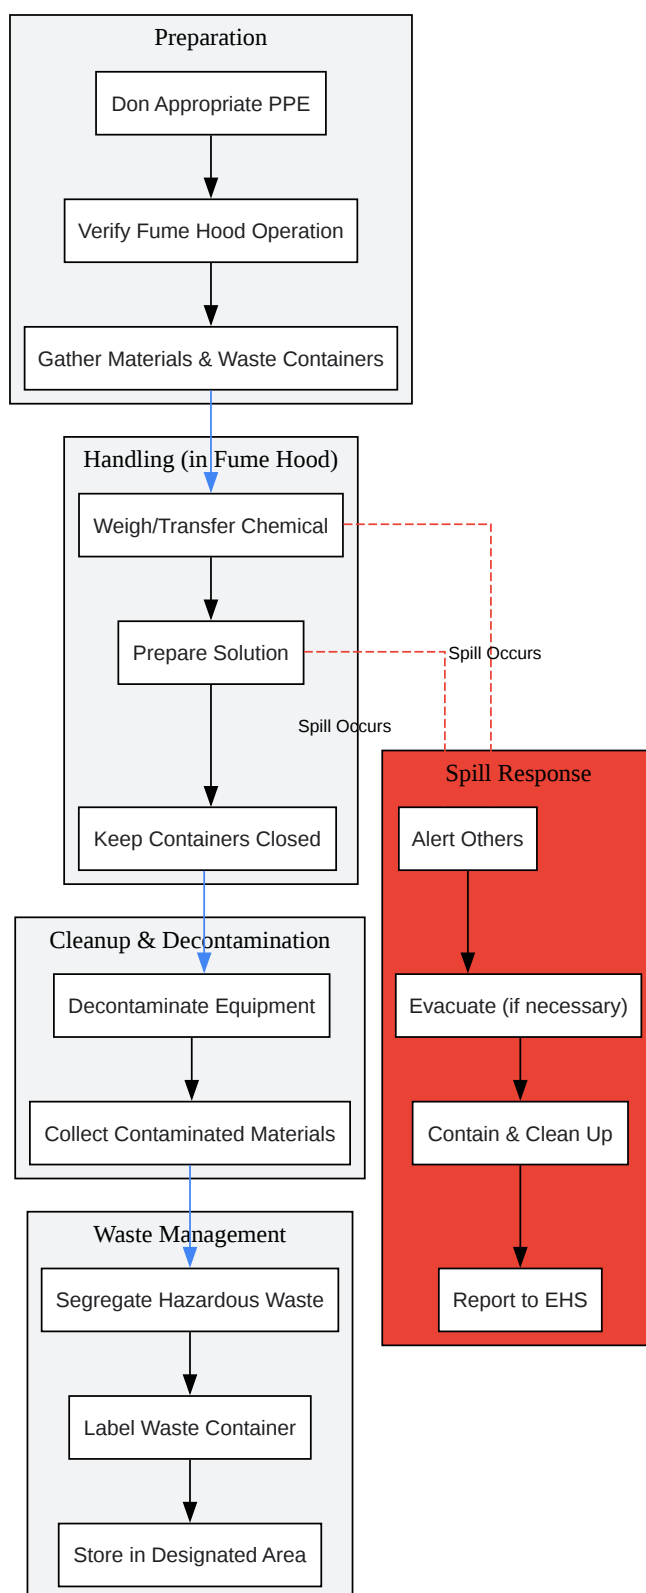 Preparation
Don Appropriate PPE
Verify Fume Hood Operation
Gather Materials & Waste Containers
Handling (in Fume Hood)
Weigh/Transfer Chemical
Prepare Solution
Spill Occurs
Spill Occurs
Keep Containers Closed
Spill Response
Alert Others
Evacuate (if necessary)
Contain & Clean Up
Report to EHS
Cleanup & Decontamination
Decontaminate Equipment
Collect Contaminated Materials
Waste Management
Segregate Hazardous Waste
Label Waste Container
Store in Designated Area